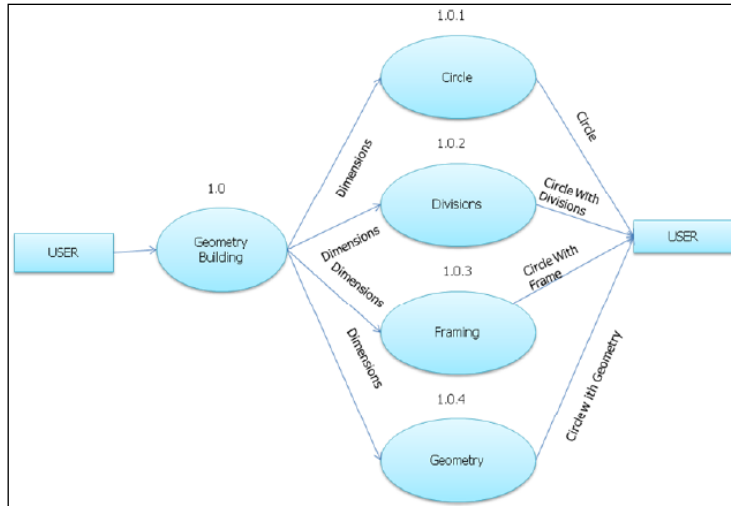 1.0.1
Circle
Circle
Dimensions
1.0.2
Divisions
Circle With
Divisions
1.0
Geometry
Building
USER
Dimensions
USER
Dimensions
1.0.3
Framing
Circle With
Frame
Dimensions
1.0.4
Geometry
Circlew ith Geometry